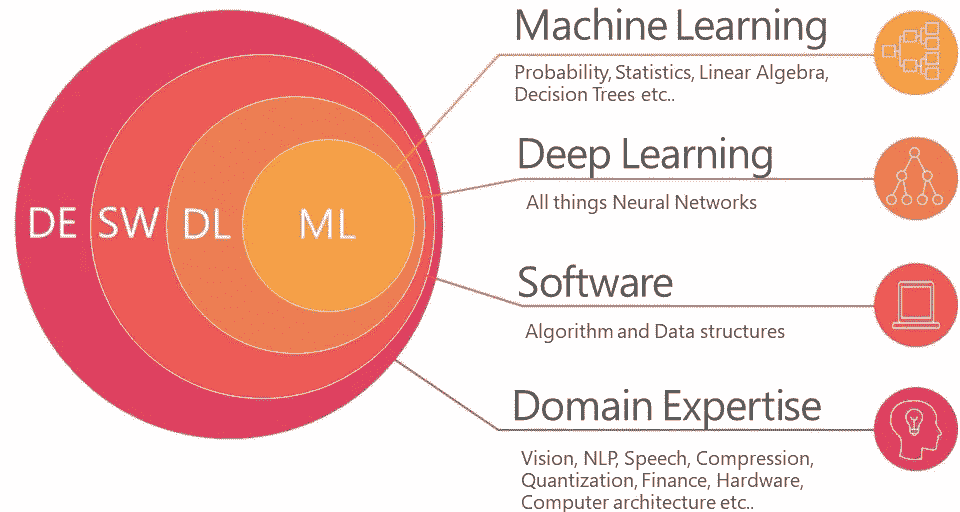 DE SW DL ML
Machine Learning
Probability, Statistics, Linear Algebra,
Decision Trees etc..
Deep Learning
All things Neural Networks
Software
Algorithm and Data structures
Domain Expertise
Vision, NLP, Speech, Compression,
Quantization, Finance, Hardware,
Computer architecture etc..